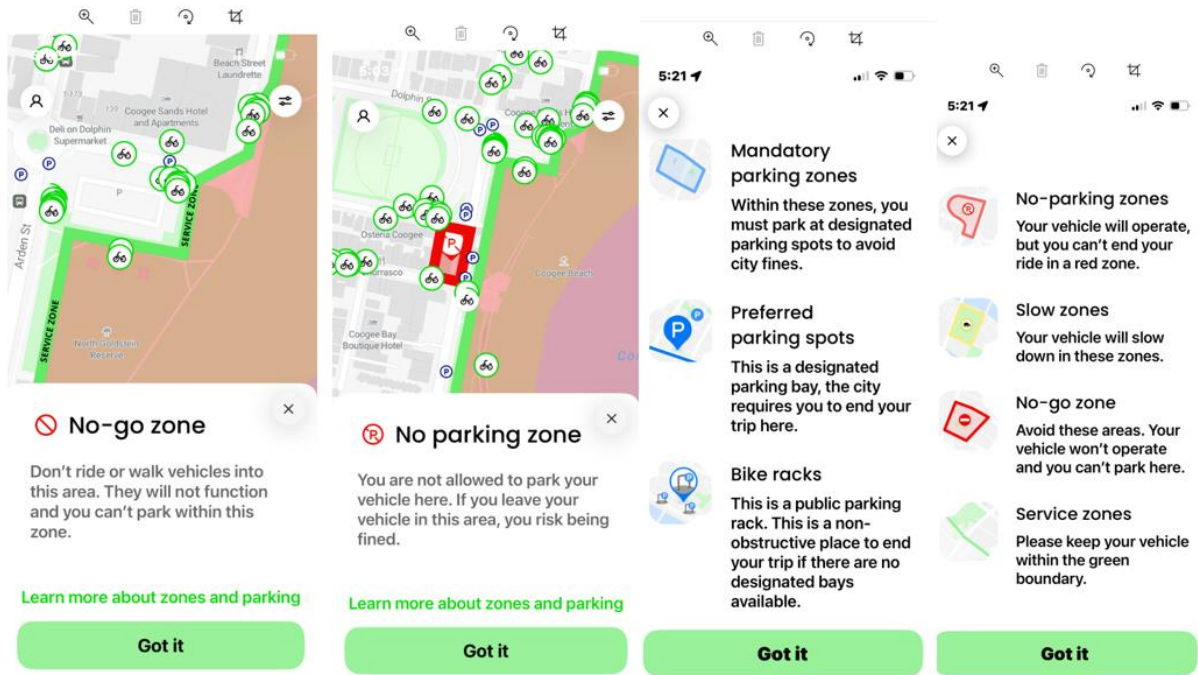 Beach Street
Laundrette
1-173
139
Coogee Sands Hotel
and Apartments
Deli on Dolphin
Supermarket
P
P
P
P
Arden St
SERVICE ZONE
SERVICE ZONE
North Goldstein
Reserve
No-go zone
Don't ride or walk vehicles into
this area. They will not function
and you can't park within this
zone.
Learn more about zones and parking
Got it
5:03
Dolphin
P
P
P
P
Osteria Coogee
P
P
Coogee Beach
P
Coogee Bay
Boutique Hotel
P
No parking zone
You are not allowed to park your
vehicle here. If you leave your
vehicle in this area, you risk being
fined.
Learn more about zones and parking
Got it
5:21
Mandatory
parking zones
Within these zones, you
must park at designated
parking spots to avoid
city fines.
P
P
Preferred
parking spots
This is a designated
parking bay, the city
requires you to end your
trip here.
Bike racks
This is a public parking
rack. This is a non-
obstructive place to end
your trip if there are no
designated bays
available.
Got it
5:21
No-parking zones
Your vehicle will operate,
but you can't end your
ride in a red zone.
Slow zones
Your vehicle will slow
down in these zones.
No-go zone
Avoid these areas. Your
vehicle won't operate
and you can't park here.
Service zones
Please keep your vehicle
within the green
boundary.
Got it